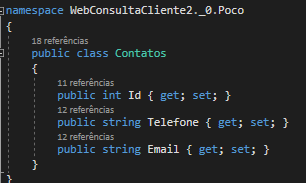 namespace WebConsultaCliente2._0.Poco
{
18 referências
public class Contatos
{
11 referências
public int Id { get; set; }
12 referências
public string Telefone { get; set; }
12 referências
public string Email { get; set; }
}
}